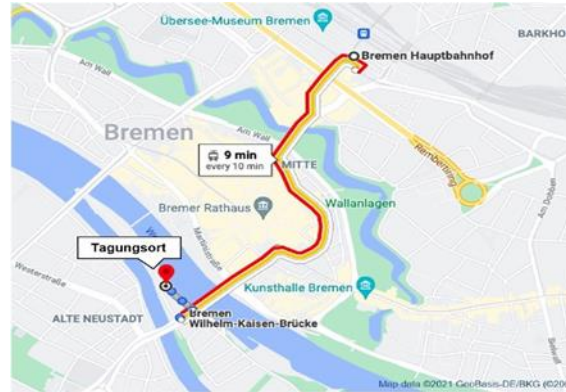 Übersee-Museum Bremen
BARKHO
Bremen Hauptbahnhof
Am Wall
Bremen
Am Wall
9 min
every 10 min
MITTE
Rembertiring
Wallanlagen
Bremer Rathaus
Am Dobben
Martinistraße
Tagungsort
Westerstraße
Kunsthalle Bremen
Bremen
Wilhelm-Kaisen-Brücke
ALTE NEUSTADT
Map data ©2021 GeoBasis-DE/BKG (©200